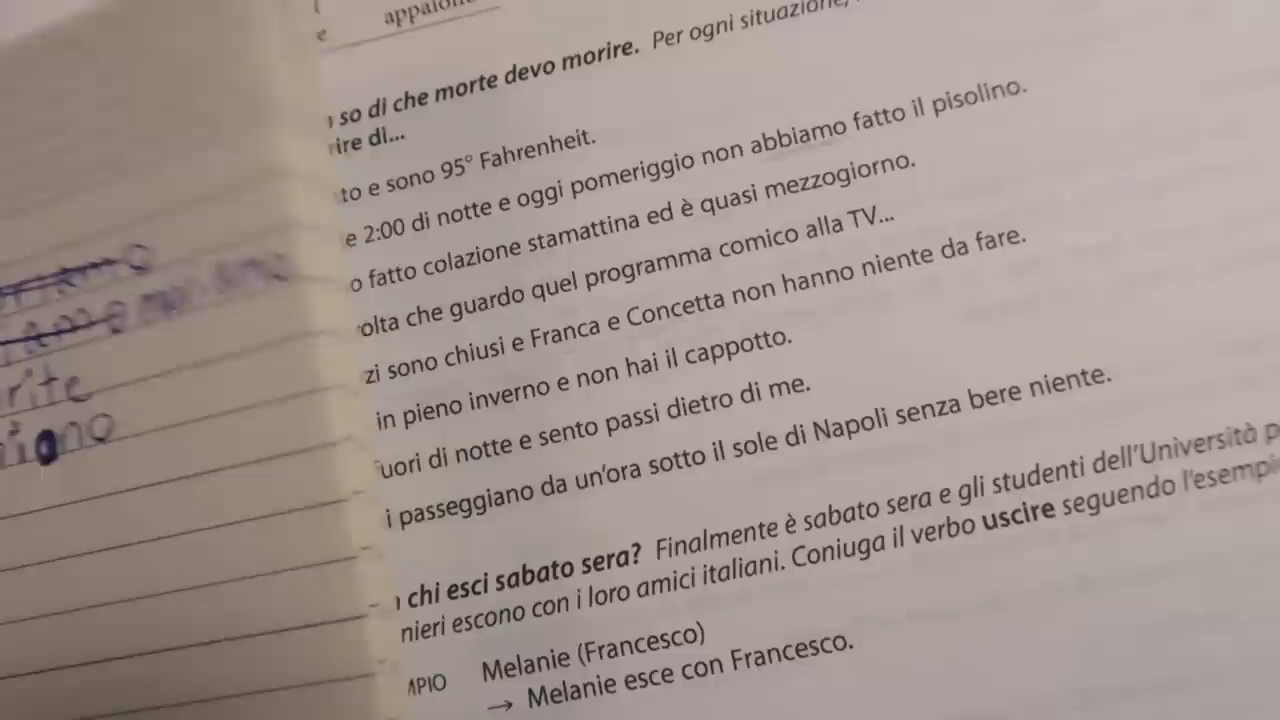 appaiono
so di che morte devo morire. Per ogni situazione,
ire di...
to e sono 95° Fahrenheit.
e 2:00 di notte e oggi pomeriggio non abbiamo fatto il pisolino.
o fatto colazione stamattina ed è quasi mezzogiorno.
olta che guardo quel programma comico alla TV...
zi sono chiusi e Franca e Concetta non hanno niente da fare.
in pieno inverno e non hai il cappotto.
uori di notte e sento passi dietro di me.
i passeggiano da un'ora sotto il sole di Napoli senza bere niente.
chi esci sabato sera? Finalmente è sabato sera e gli studenti dell'Università p
nieri escono con i loro amici italiani. Coniuga il verbo uscire seguendo l'esempi
MPIO Melanie (Francesco)
→ Melanie esce con Francesco.
rite